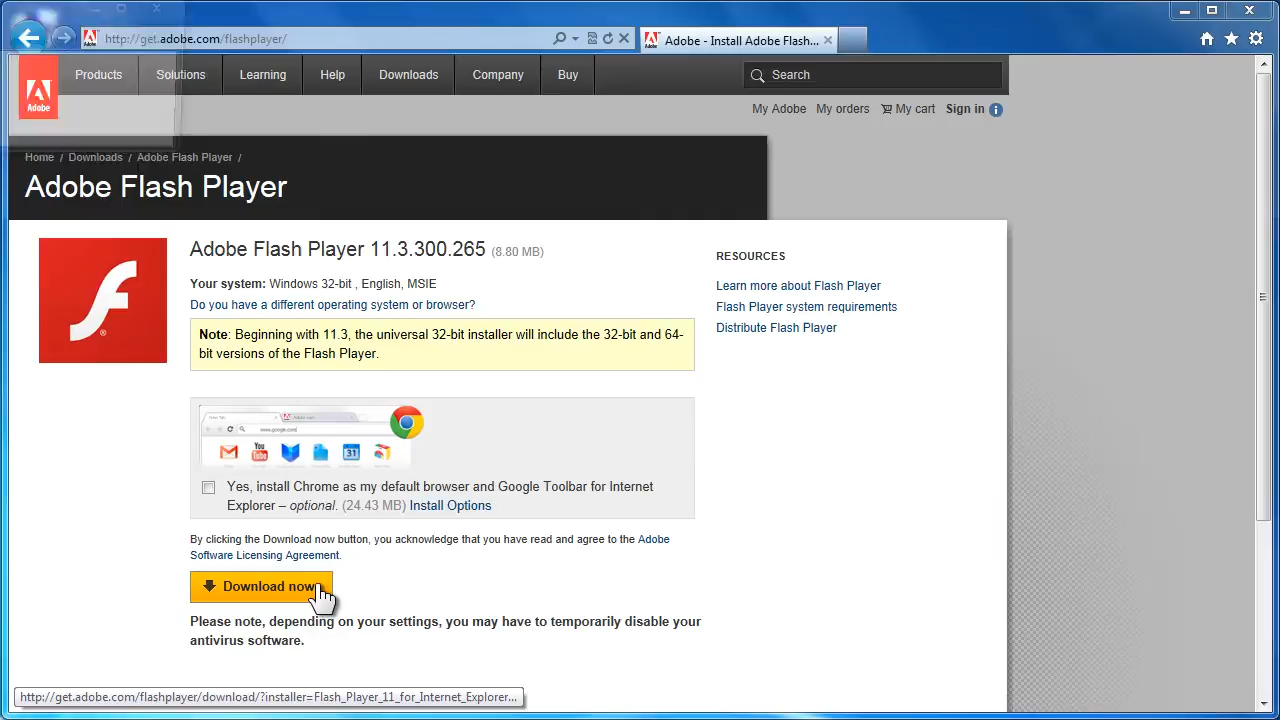 http://get.adobe.com/flashplayer/
Adobe - Install Adobe Flash...
Adobe
Products
Solutions
Learning
Help
Downloads
Company
Buy
Search
My Adobe
My orders
My cart
Sign in
Home / Downloads / Adobe Flash Player /
Adobe Flash Player
Adobe Flash Player 11.3.300.265 (8.80 MB)
Your system: Windows 32-bit , English, MSIE
Do you have a different operating system or browser?
Note: Beginning with 11.3, the universal 32-bit installer will include the 32-bit and 64-
bit versions of the Flash Player.
www.google.com
You
Tube
31
Yes, install Chrome as my default browser and Google Toolbar for Internet
Explorer – optional. (24.43 MB) Install Options
By clicking the Download now button, you acknowledge that you have read and agree to the Adobe
Software Licensing Agreement.
Download now
Please note, depending on your settings, you may have to temporarily disable your
antivirus software.
RESOURCES
Learn more about Flash Player
Flash Player system requirements
Distribute Flash Player
http://get.adobe.com/flashplayer/download/?installer=Flash_Player_11_for_Internet_Explorer...